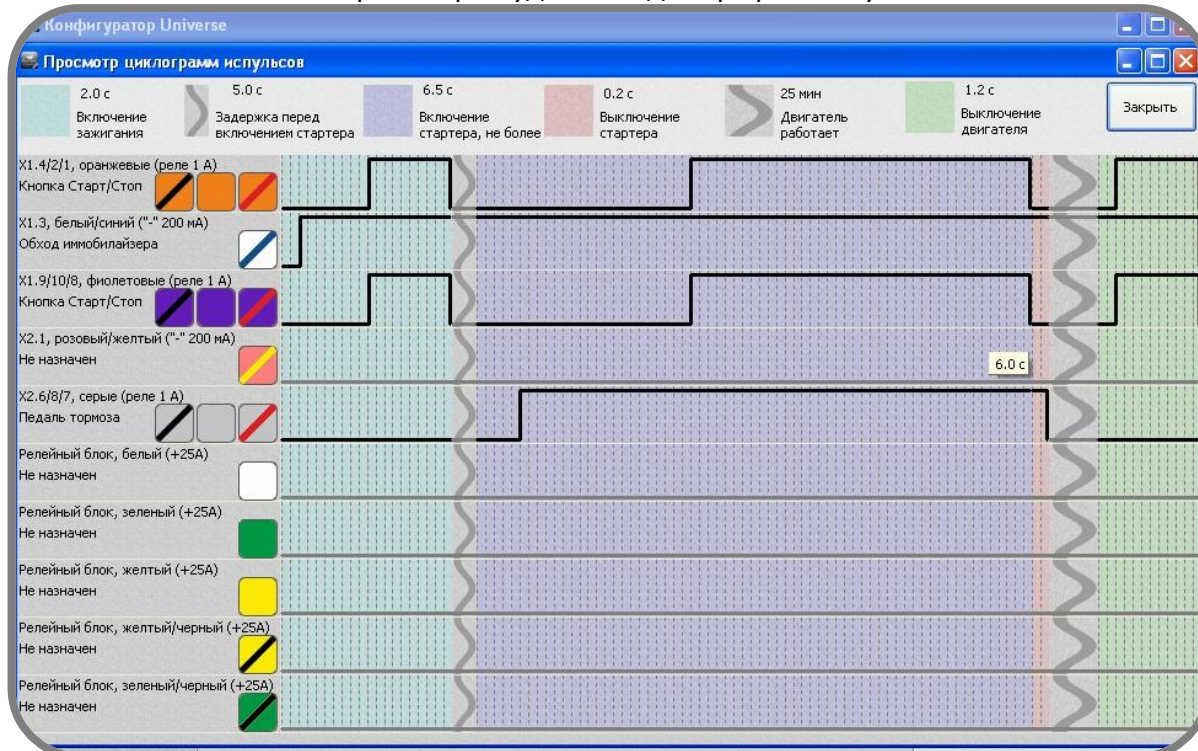 Конфигуратор Universe
Просмотр циклограмм испульсов
2.0 с
Включение
зажигания
5.0 с
Задержка перед
включением стартера
6.5 с
Включение
стартера, не более
0.2 с
Выключение
стартера
25 мин
Двигатель
работает
1.2 с
Выключение
двигателя
Закрыть
X1.4/2/1, оранжевые (реле 1 А)
Кнопка Старт/Стоп
X1.3, белый/синий ("-" 200 мА)
Обход иммобилайзера
X1.9/10/8, фиолетовые (реле 1 А)
Кнопка Старт/Стоп
X2.1, розовый/желтый ("-" 200 мА)
Не назначен
6.0 с
X2.6/8/7, серые (реле 1 А)
Педаль тормоза
Релейный блок, белый (+25А)
Не назначен
Релейный блок, зеленый (+25А)
Не назначен
Релейный блок, желтый (+25А)
Не назначен
Релейный блок, желтый/черный (+25А)
Не назначен
Релейный блок, зеленый/черный (+25А)
Не назначен